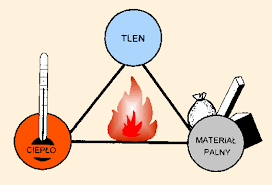 TLEN
CIEPŁO
MATERIAŁ
PALNY